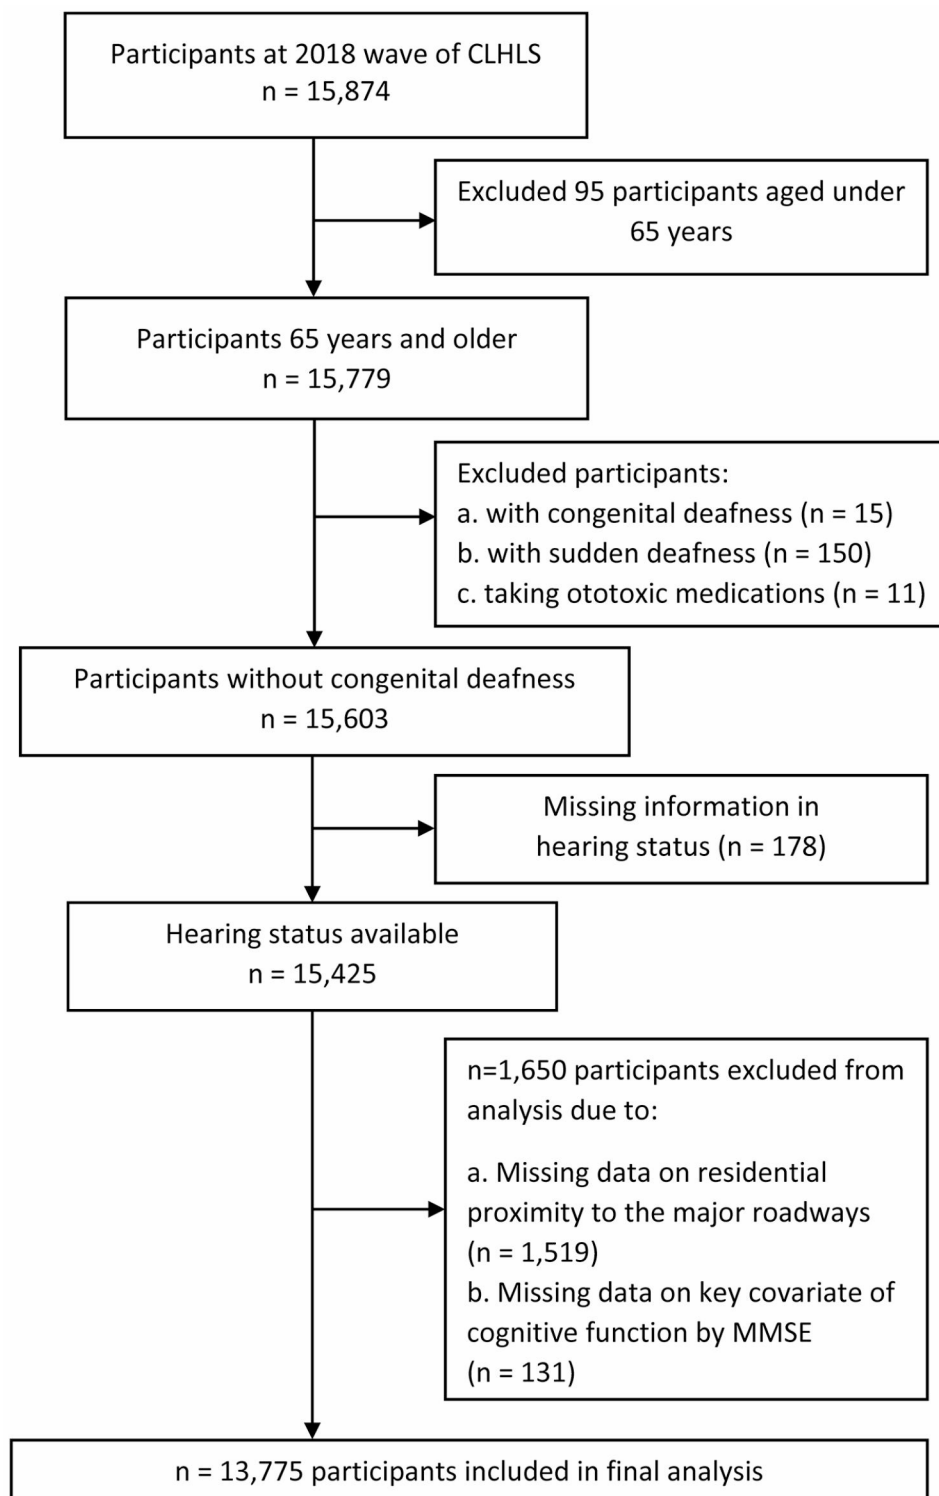 Participants at 2018 wave of CLHLS
n = 15,874
Excluded 95 participants aged under
65 years
Participants 65 years and older
n = 15,779
Excluded participants:
a. with congenital deafness (n = 15)
b. with sudden deafness (n = 150)
c. taking ototoxic medications (n = 11)
Participants without congenital deafness
n = 15,603
Missing information in
hearing status (n = 178)
Hearing status available
n = 15,425
n=1,650 participants excluded from
analysis due to:
a. Missing data on residential
proximity to the major roadways
(n = 1,519)
b. Missing data on key covariate of
cognitive function by MMSE
(n = 131)
n = 13,775 participants included in final analysis